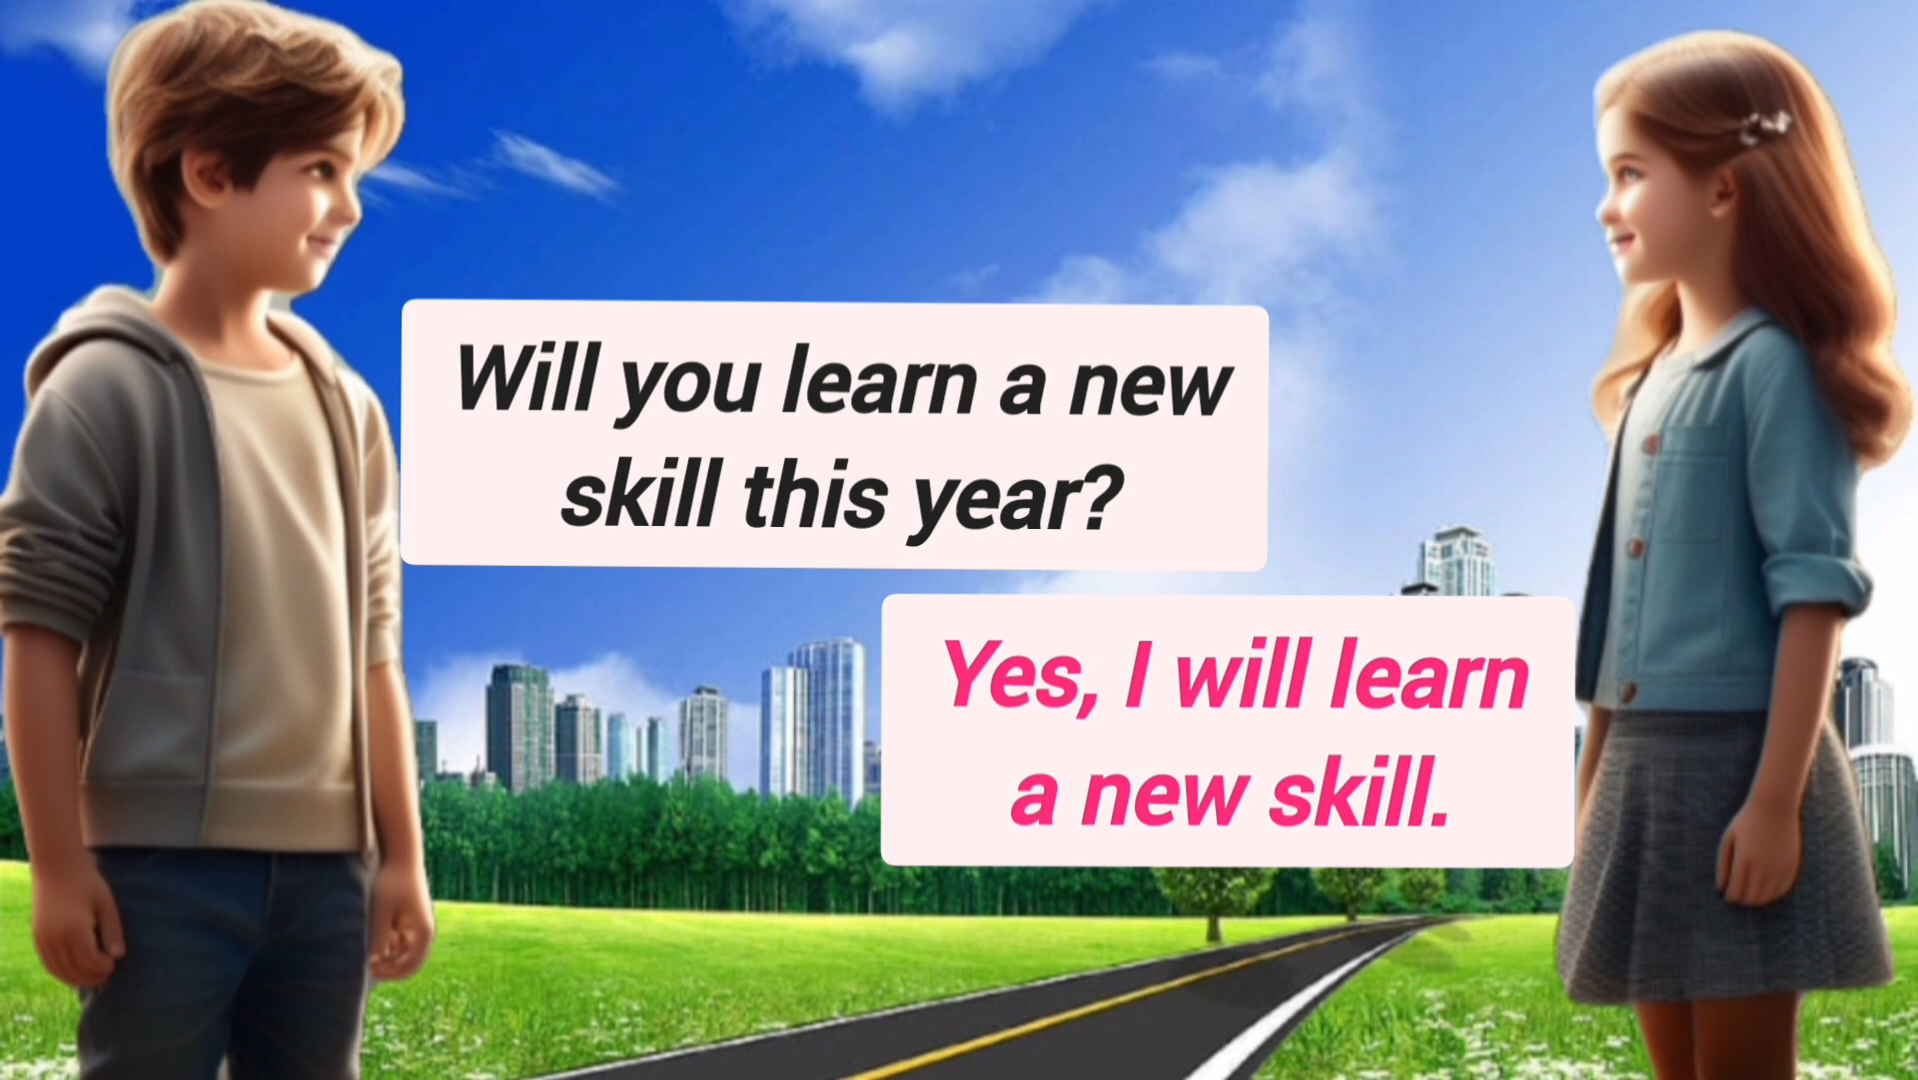 Will you learn a new
skill this year?
Yes, I will learn
a new skill.